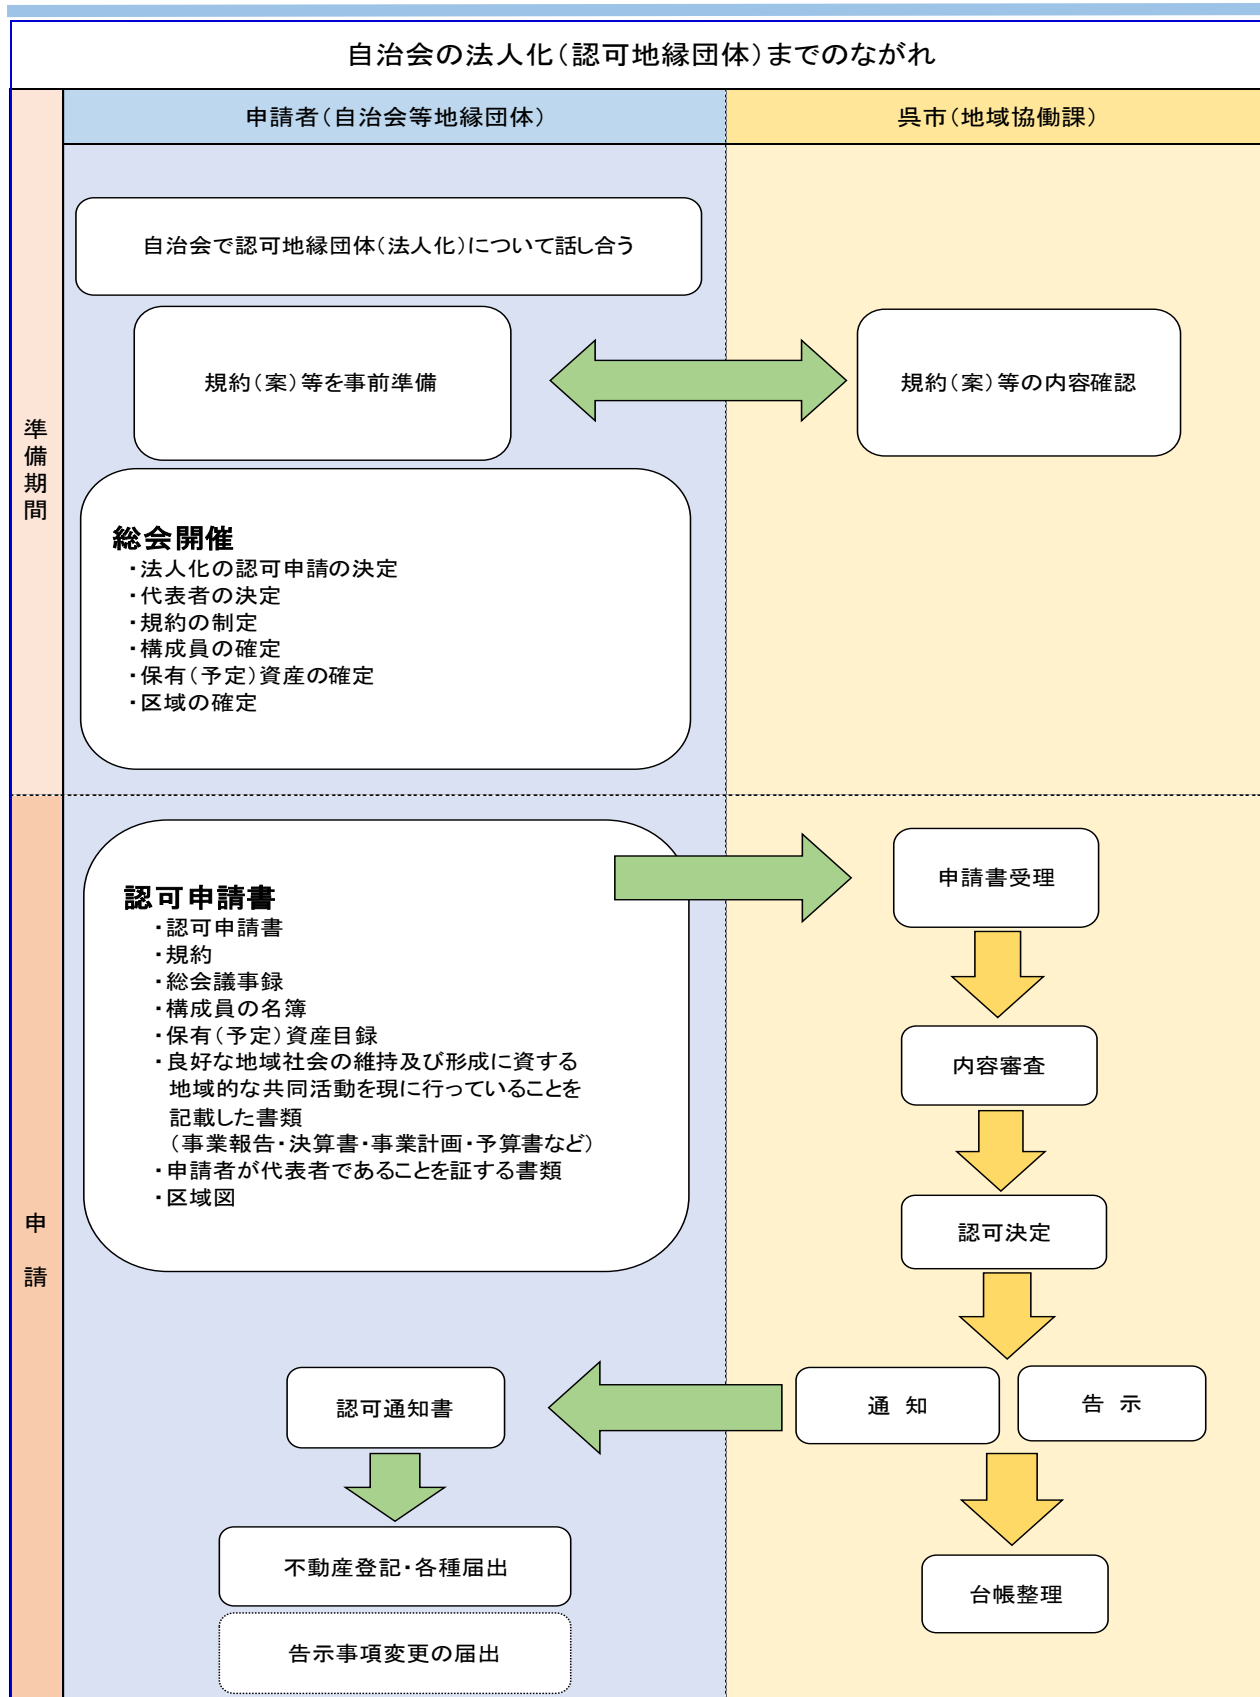 自治会の法人化（認可地縁団体）までのながれ
申請者（自治会等地縁団体）
呉市（地域協働課）
準備期間
自治会で認可地縁団体（法人化）について話し合う
規約（案）等を事前準備
規約（案）等の内容確認
総会開催
・法人化の認可申請の決定
・代表者の決定
・規約の制定
・構成員の確定
・保有（予定）資産の確定
・区域の確定
申　請
認可申請書
・認可申請書
・規約
・総会議事録
・構成員の名簿
・保有（予定）資産目録
・良好な地域社会の維持及び形成に資する
地域的な共同活動を現に行っていることを
記載した書類
（事業報告・決算書・事業計画・予算書など）
・申請者が代表者であることを証する書類
・区域図
申請書受理
内容審査
認可決定
通　知
告　示
認可通知書
不動産登記・各種届出
台帳整理
告示事項変更の届出